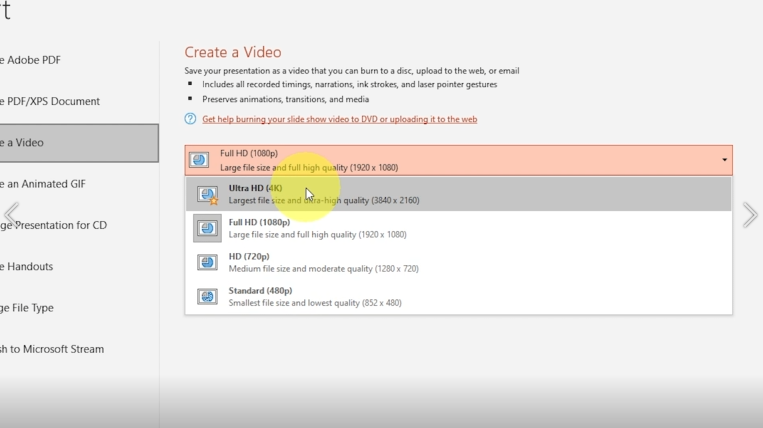 rt
e Adobe PDF
e PDF/XPS Document
e a Video
e an Animated GIF
ge Presentation for CD
e Handouts
ge File Type
sh to Microsoft Stream
Create a Video
Save your presentation as a video that you can burn to a disc, upload to the web, or email
Includes all recorded timings, narrations, ink strokes, and laser pointer gestures
Preserves animations, transitions, and media
Get help burning your slide show video to DVD or uploading it to the web
Full HD (1080p)
Large file size and full high quality (1920 x 1080)
Ultra HD (4K)
Largest file size and ultra-high quality (3840 x 2160)
Full HD (1080p)
Large file size and full high quality (1920 x 1080)
HD (720p)
Medium file size and moderate quality (1280 x 720)
Standard (480p)
Smallest file size and lowest quality (852 x 480)